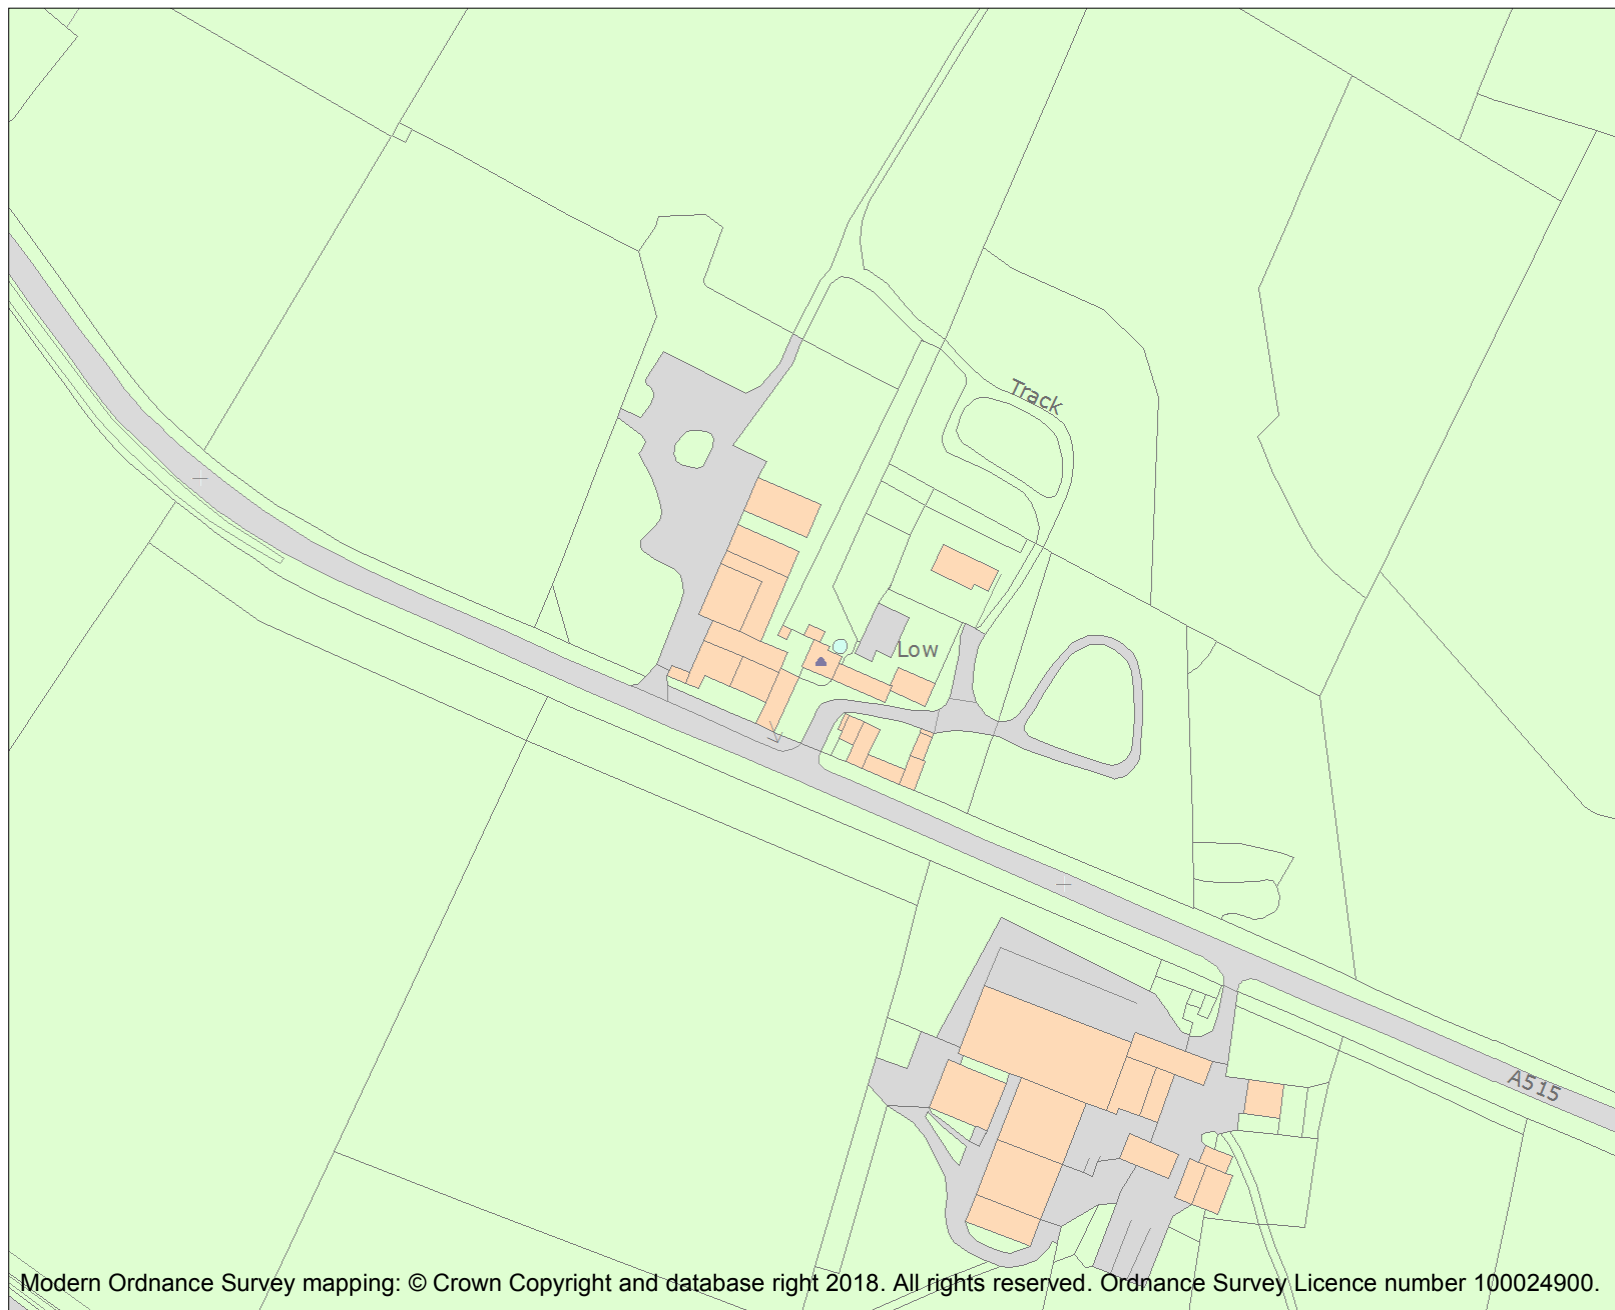 Track
Low
A515
Modern Ordnance Survey mapping: © Crown Copyright and database right 2018. All rights reserved. Ordnance Survey Licence number 100024900.